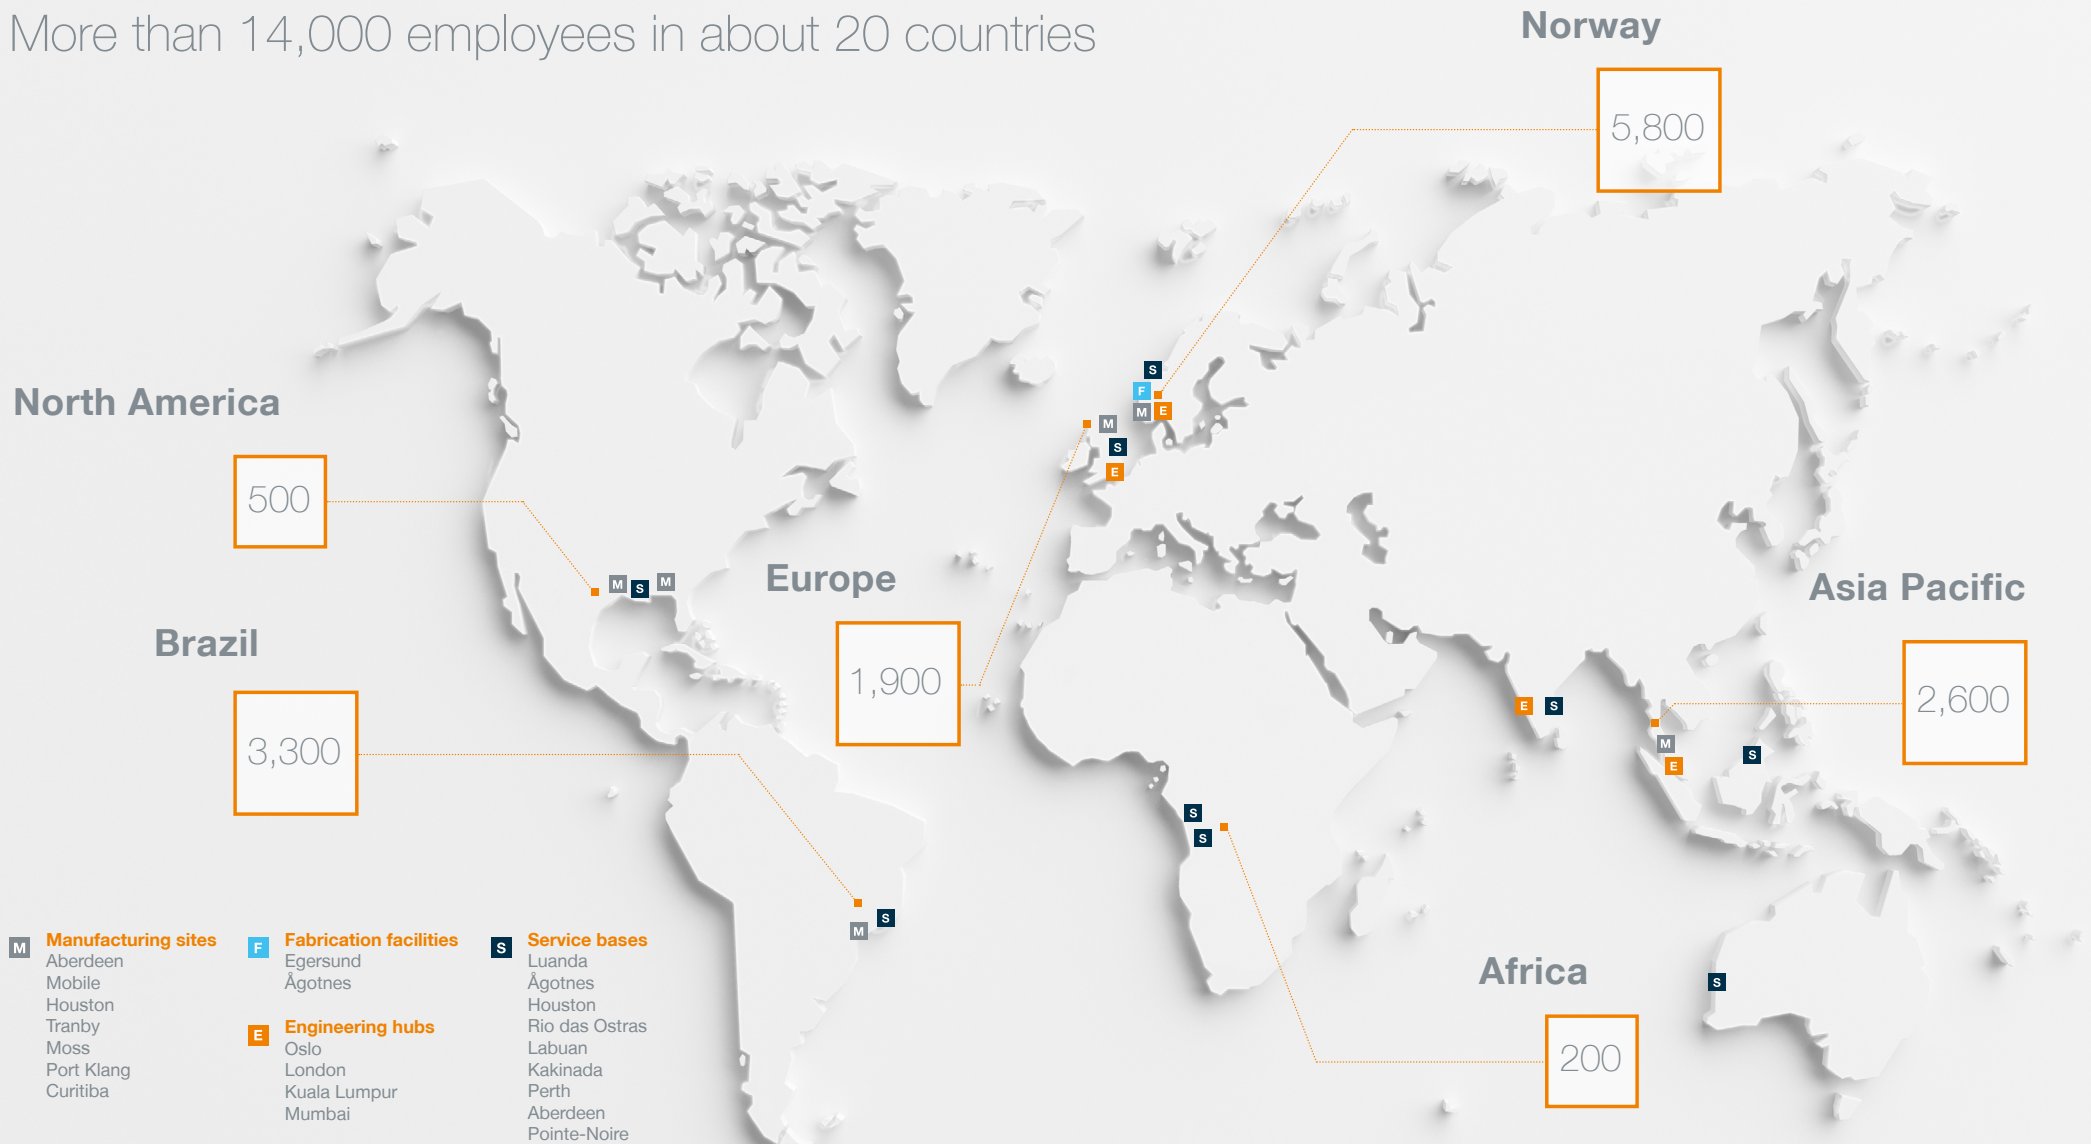 More than 14,000 employees in about 20 countries
Norway
5,800
S
F
M E
M
S
E
North America
500
M S M
Europe
1,900
Asia Pacific
2,600
Brazil
3,300
E S
M
E
S
S
S
M S
Africa
200
S
M Manufacturing sites
Aberdeen
Mobile
Houston
Tranby
Moss
Port Klang
Curitiba
F Fabrication facilities
Egersund
Ågotnes
E Engineering hubs
Oslo
London
Kuala Lumpur
Mumbai
S Service bases
Luanda
Ågotnes
Houston
Rio das Ostras
Labuan
Kakinada
Perth
Aberdeen
Pointe-Noire